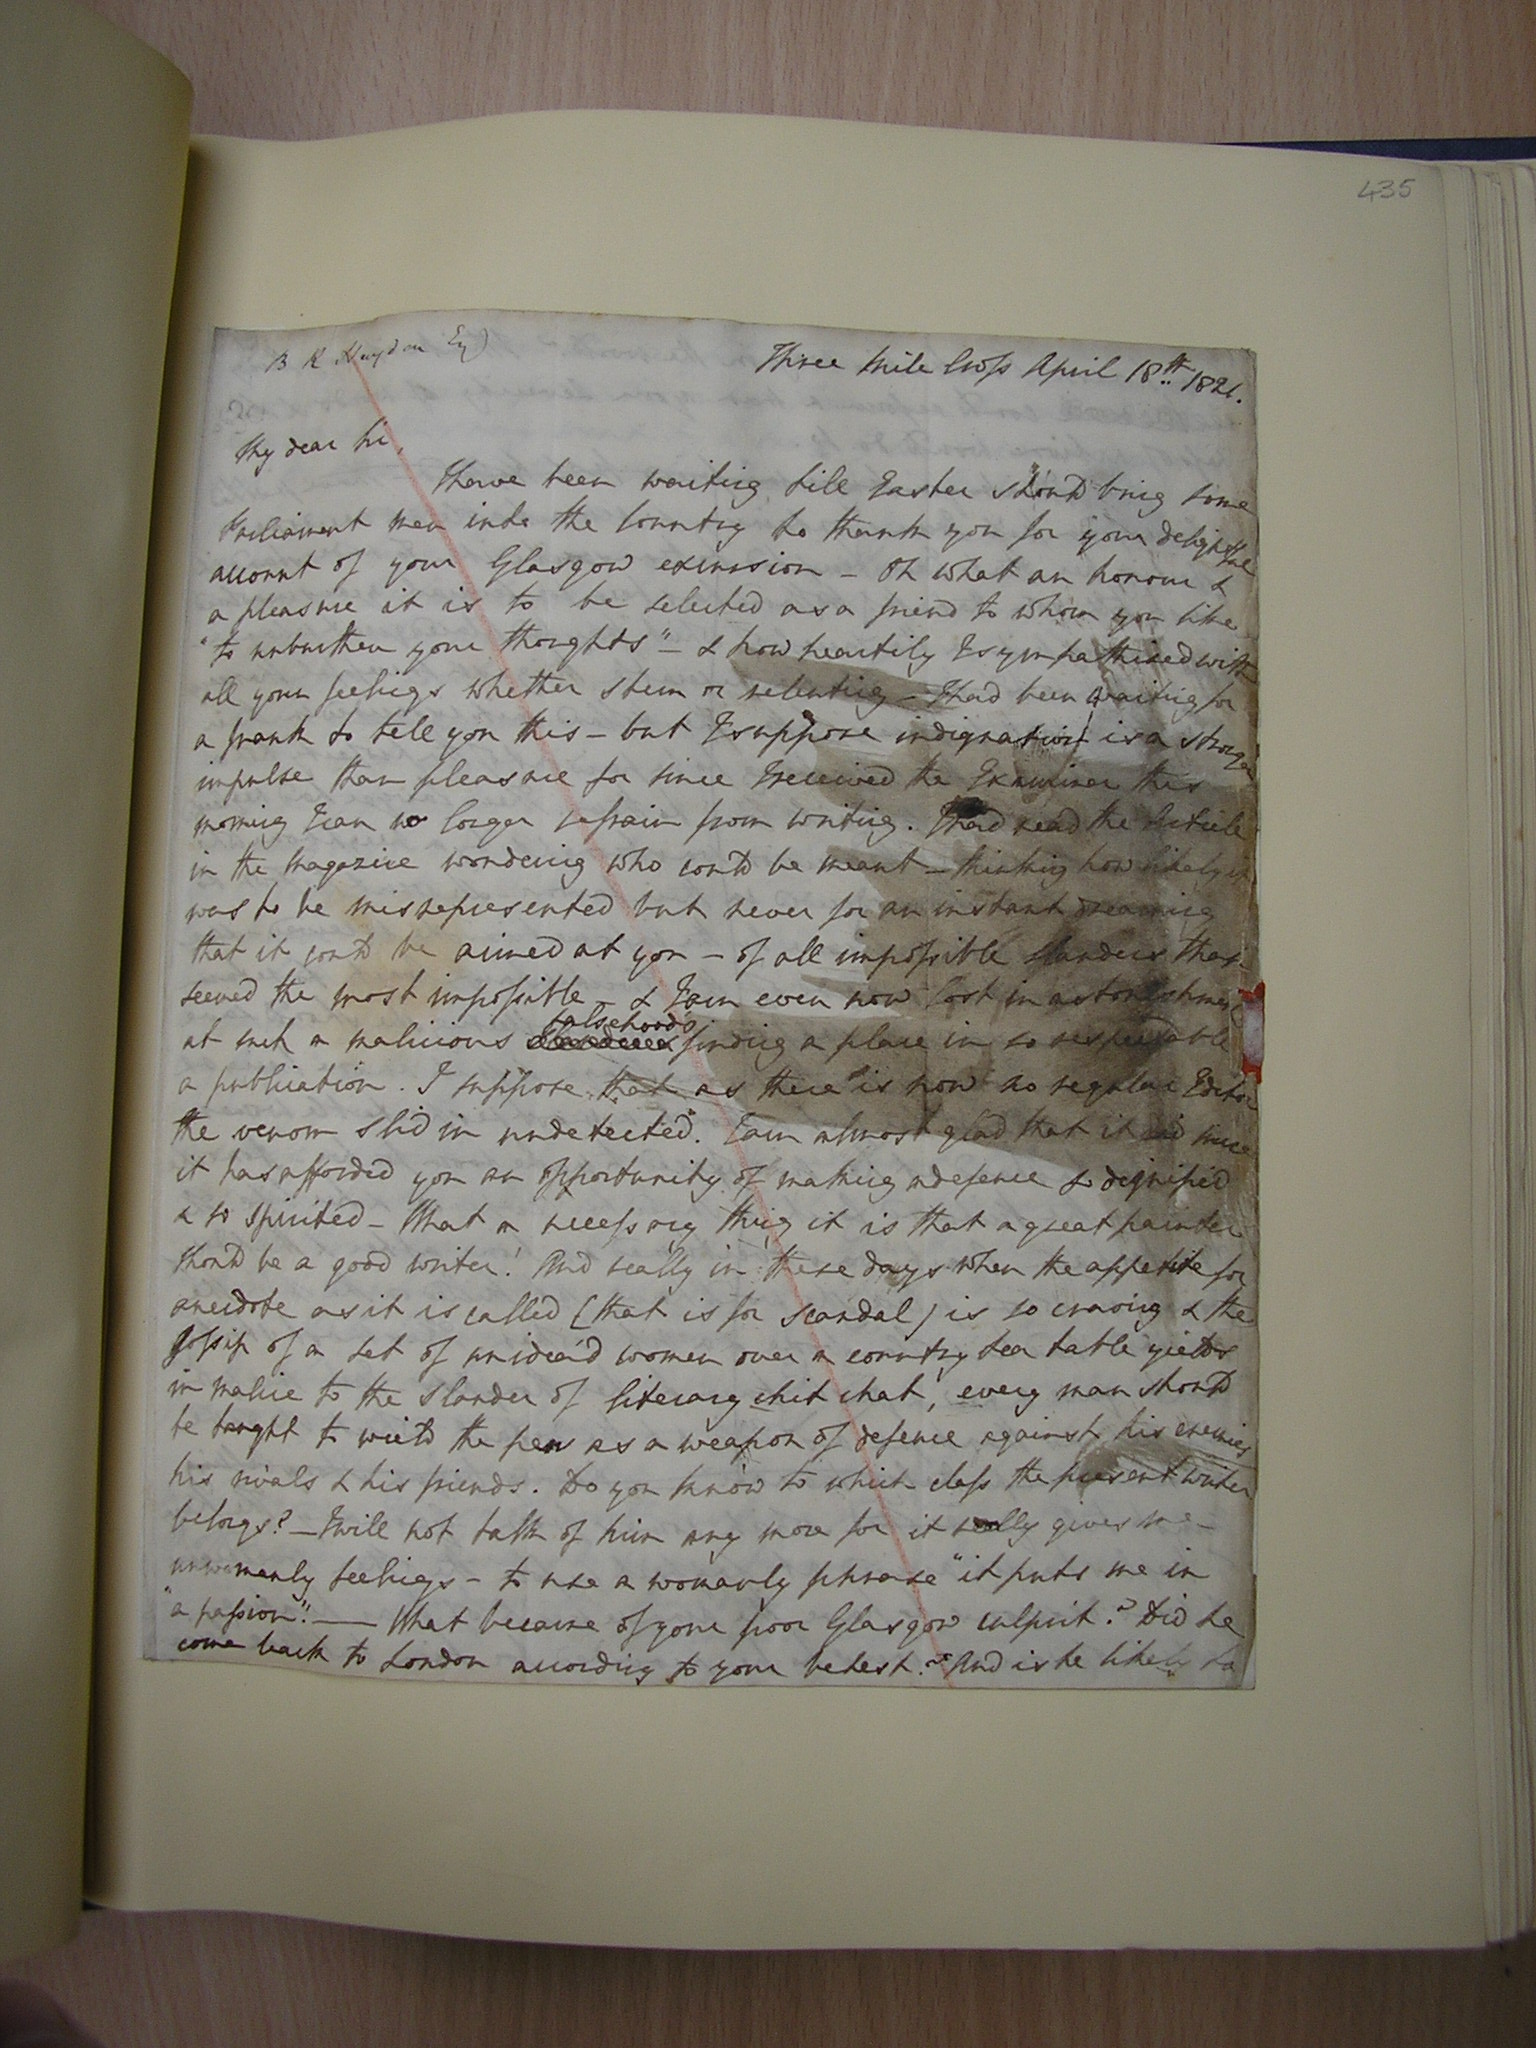 435
B R Haydon Esq
Three Mile Cross April 18th 1821.
My dear Sir,
I have been waiting till Easter should bring some
Parliament men into the Country to thank you for your delightful
account of your Glasgow excursion - Oh what an honour &
a pleasure it is to be selected as a friend to whom you like
"to unburthen your thoughts" - & how heartily I sympathised with
all your feelings whether stern or relenting - I had been waiting for
a frank to tell you this - but I suppose indignation is a stronger
impulse than pleasure for since I received the Examiner this
morning I can no longer refrain from writing. I had read the Article
in the Magazine wondering who could be meant - thinking how likely it
was to be misrepresented but never for an instant dreaming
that it could be aimed at you - of all impossible slanders that
seemed the most impossible - & I am even now lost in astonishment
at such a malicious falsehood finding a place in so respectable
a publication. I suppose that as there is now no regular Editor
the venom slid in undetected. I am almost glad that it did since
it has afforded you an opportunity of making a defence so dignified
& so spirited - What a necessary thing it is that a great painter
should be a good writer! And really in these days when the appetite for
anecdote as it is called (that is for scandal) is so craving & the
gossip of a set of unidea'd women over a country tea table yields
in malice to the slander of literary chit chat, every man should
be taught to wield the pen as a weapon of defence against his enemies
his rivals & his friends. Do you know to which class the present writer
belongs? - I will not talk of him any more for it really gives me -
unwomanly feelings - to use a womanly phrase "it puts me in
"a passion". — What became of your poor Glasgow culprit? Did he
come back to London according to your behest? And is he likely to